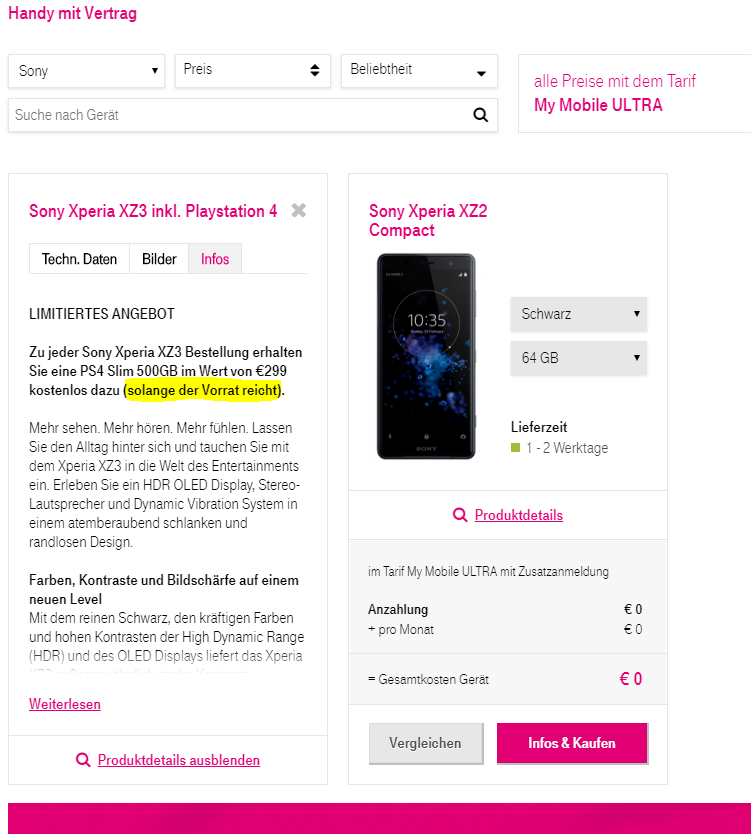 Handy mit Vertrag
Sony
Preis
Beliebtheit
Suche nach Gerät
alle Preise mit dem Tarif
My Mobile ULTRA
Sony Xperia XZ3 inkl. Playstation 4
Techn. Daten
Bilder
Infos
LIMITIERTES ANGEBOT
Zu jeder Sony Xperia XZ3 Bestellung erhalten
Sie eine PS4 Slim 500GB im Wert von €299
kostenlos dazu (solange der Vorrat reicht).
Mehr sehen. Mehr hören. Mehr fühlen. Lassen
Sie den Alltag hinter sich und tauchen Sie mit
dem Xperia XZ3 in die Welt des Entertainments
ein. Erleben Sie ein HDR OLED Display, Stereo-
Lautsprecher und Dynamic Vibration System in
einem atemberaubend schlanken und
randlosen Design.
Farben, Kontraste und Bildschärfe auf einem
neuen Level
Mit dem reinen Schwarz, den kräftigen Farben
und hohen Kontrasten der High Dynamic Range
(HDR) und des OLED Displays liefert das Xperia
Weiterlesen
Produktdetails ausblenden
Sony Xperia XZ2
Compact
10:35
SONY
Schwarz
64 GB
Lieferzeit
1 - 2 Werktage
Produktdetails
im Tarif My Mobile ULTRA mit Zusatzanmeldung
Anzahlung € 0
+ pro Monat € 0
= Gesamtkosten Gerät € 0
Vergleichen
Infos & Kaufen